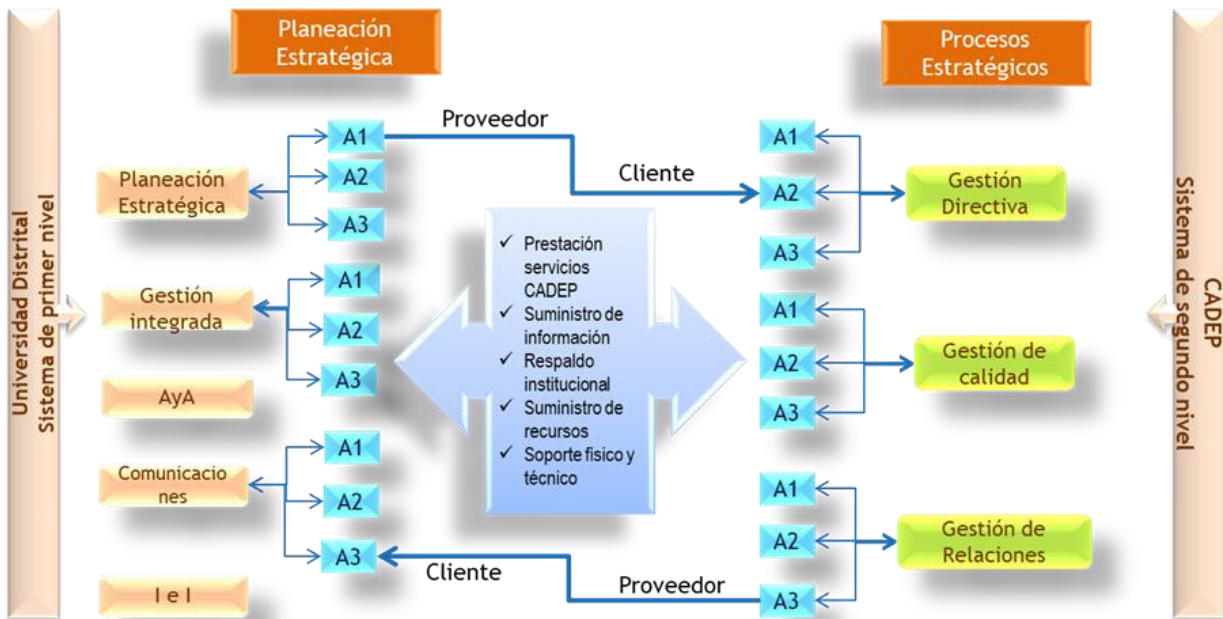 Universidad Distrital
Sistema de primer nivel
Planeación
Estratégica
Planeación
Estratégica
A1
A2
A3
Gestión
integrada
A1
A2
A3
AyA
Comunicacio
nes
A1
A2
A3
I e I
Proveedor
Cliente
✓ Prestación
servicios
CADEP
✓ Suministro de
información
✓ Respaldo
institucional
✓ Suministro de
recursos
✓ Soporte fisico y
técnico
Cliente
Proveedor
Procesos
Estratégicos
A1
A2
A3
Gestión
Directiva
A1
A2
A3
Gestión de
calidad
A1
A2
A3
Gestión de
Relaciones
CADEP
Sistema de segundo nivel